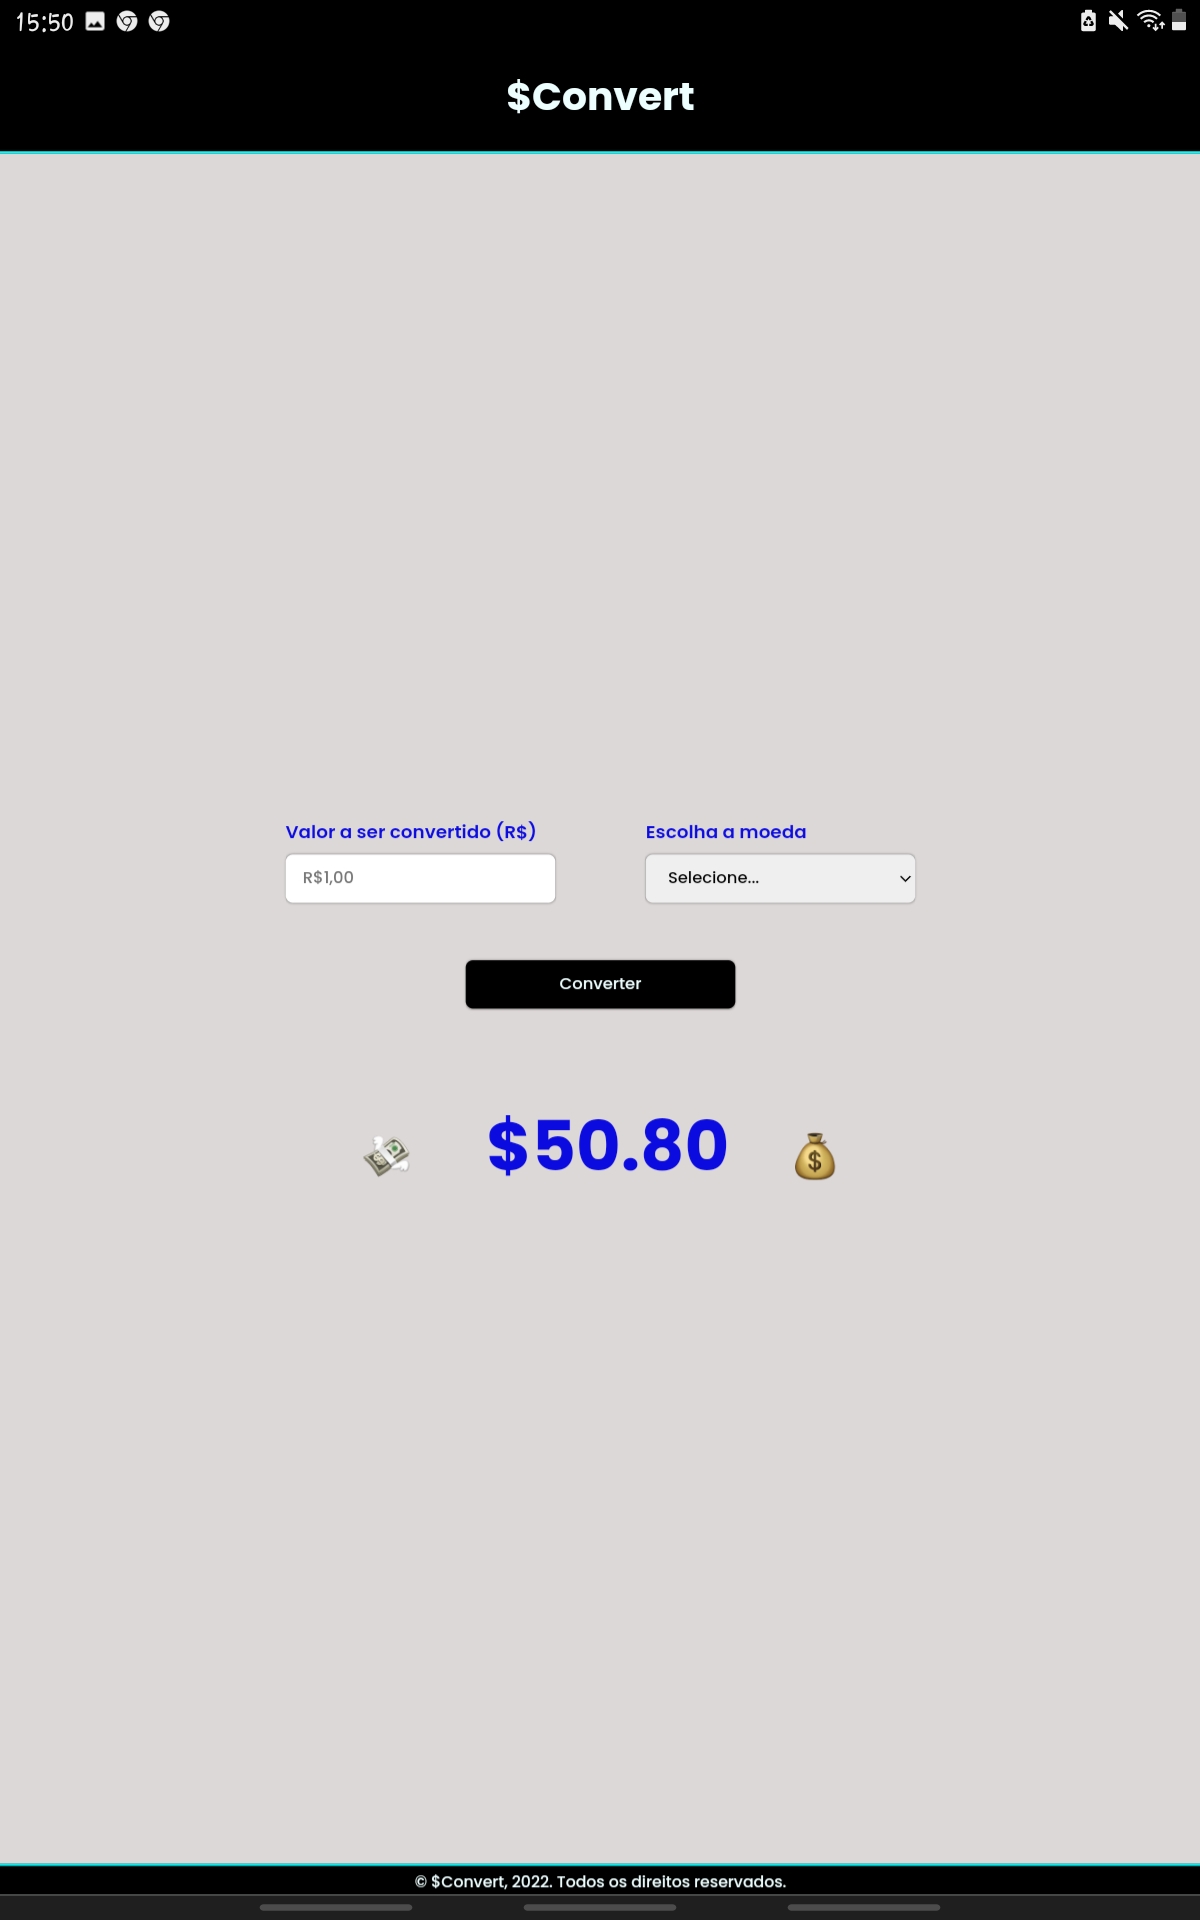 15:50
$Convert
Valor a ser convertido (R$)
Escolha a moeda
R$1,00
Selecione...
Converter
$50.80
$
© $Convert, 2022. Todos os direitos reservados.